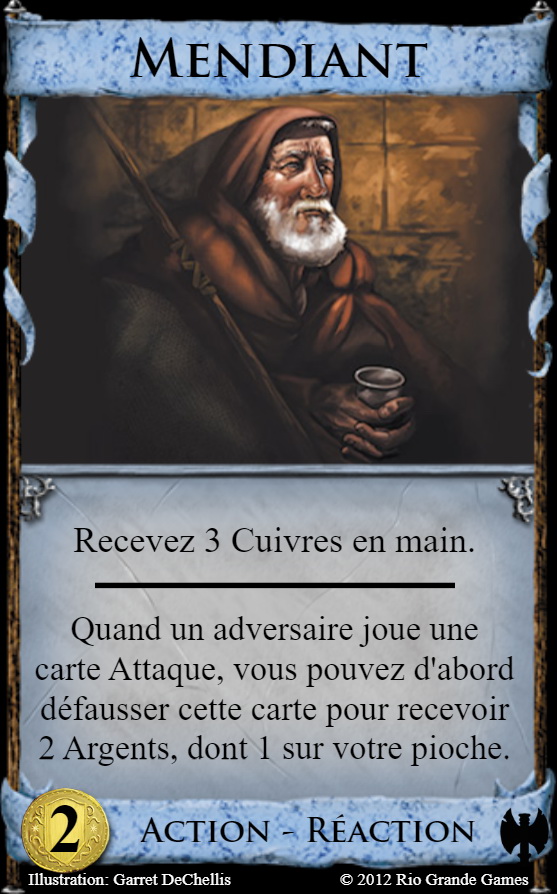 MENDIANT
Recevez 3 Cuivres en main.
Quand un adversaire joue une
carte Attaque, vous pouvez d'abord
défausser cette carte pour recevoir
2 Argents, dont 1 sur votre pioche.
2
ACTION - RÉACTION
Illustration: Garret DeChellis
© 2012 Rio Grande Games